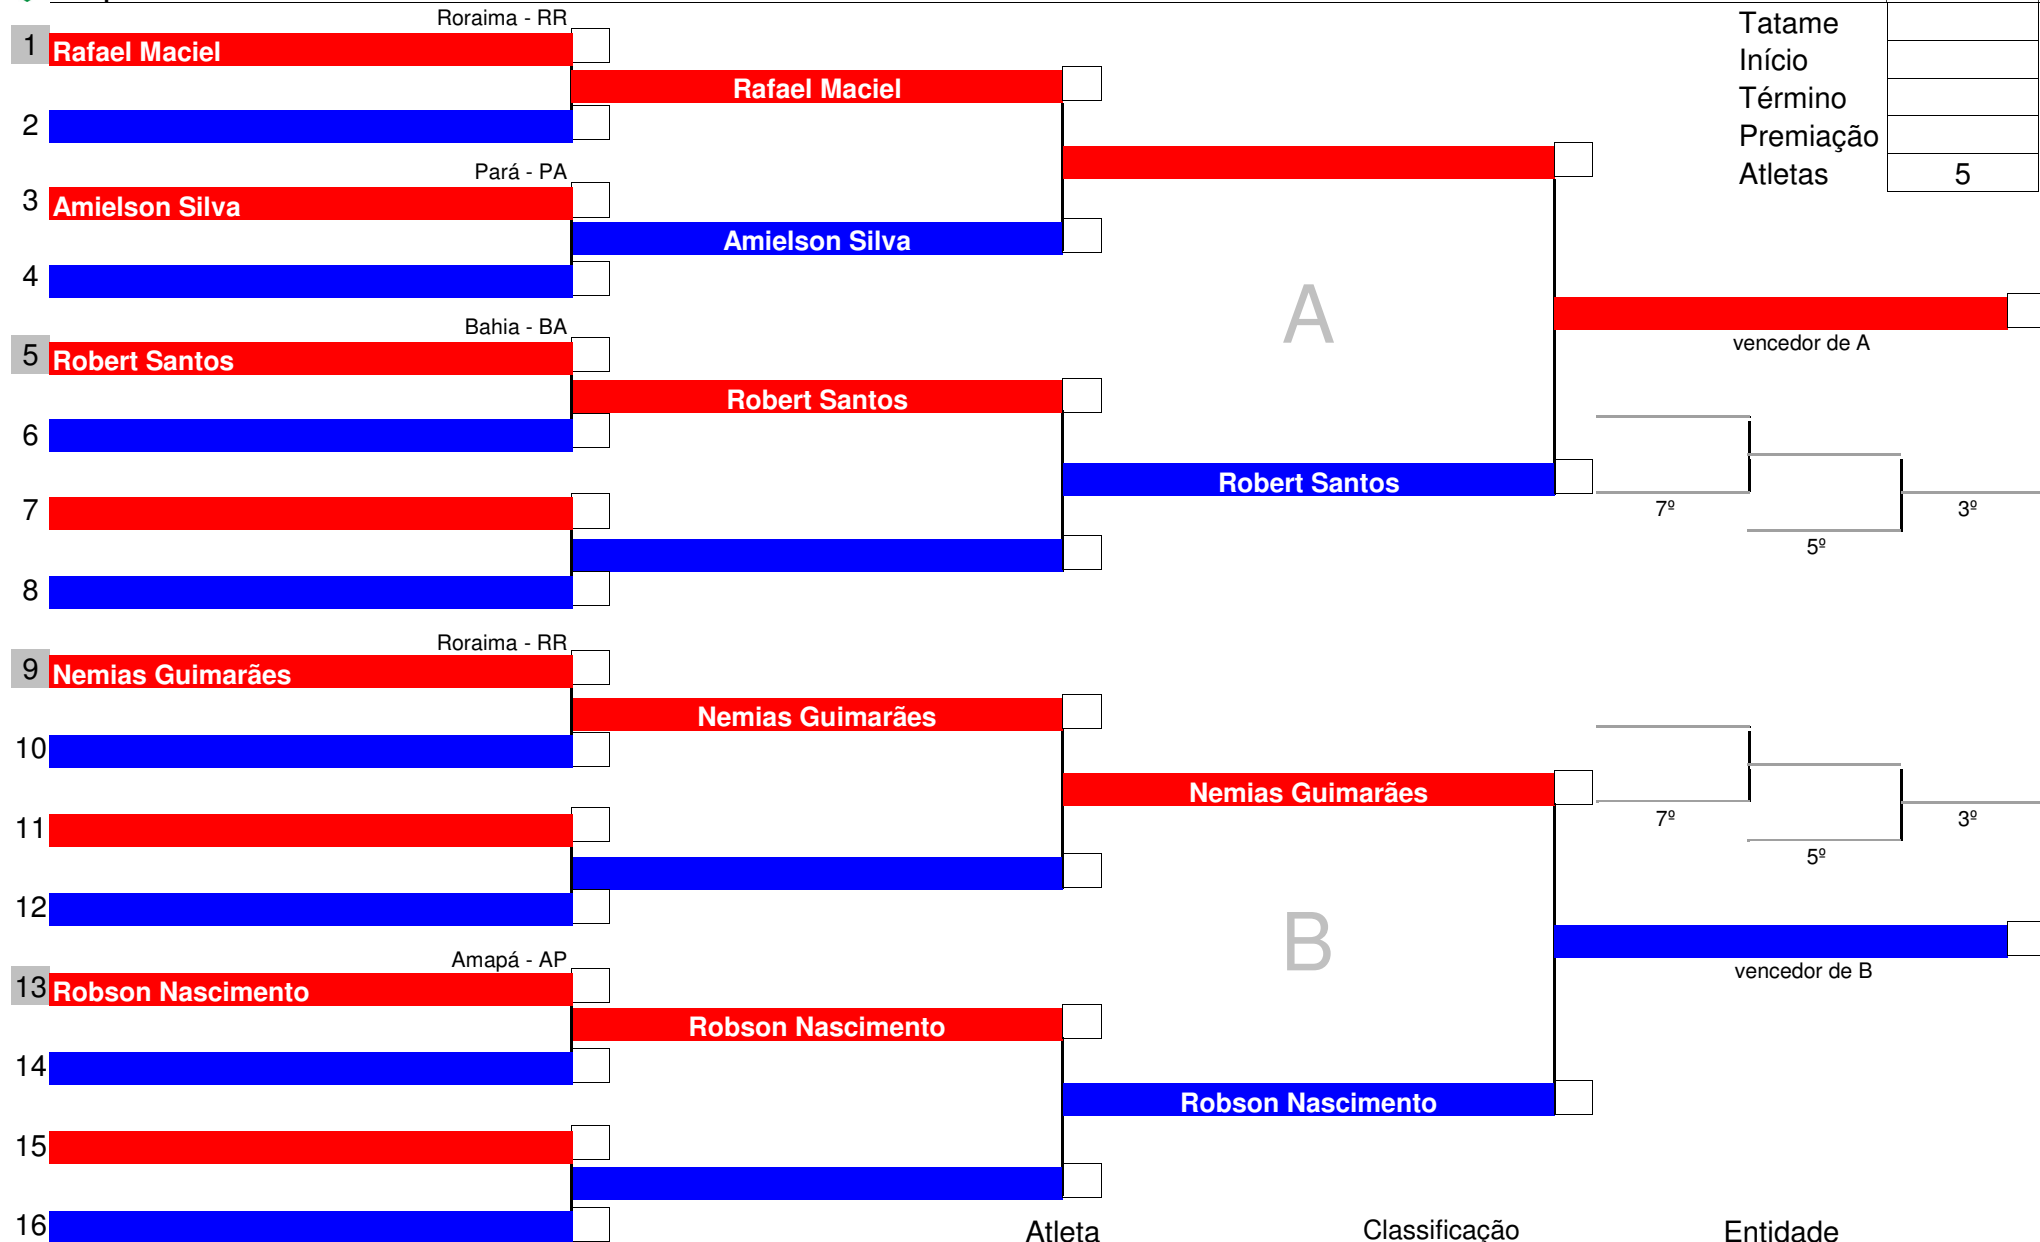 Roraima - RR
1 Rafael Maciel
Rafael Maciel
2
Pará - PA
3 Amielson Silva
Amielson Silva
4
Bahia - BA
5 Robert Santos
Robert Santos
6
Robert Santos
7
8
A
vencedor de A
7º
5º
3º
Roraima - RR
9 Nemias Guimarães
Nemias Guimarães
10
Nemias Guimarães
11
12
Amapá - AP
13 Robson Nascimento
Robson Nascimento
14
Robson Nascimento
15
16
B
7º
5º
3º
vencedor de B
Tatame
Início
Término
Premiação
Atletas 5
Atleta Classificação Entidade